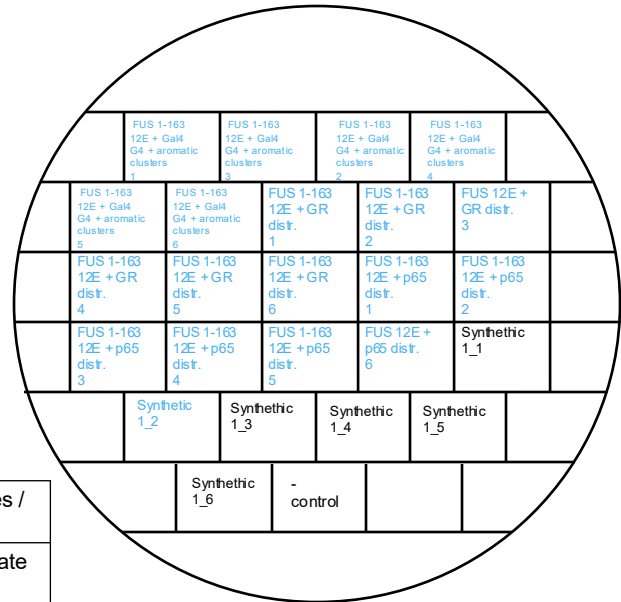 FUS 1-163
12E + Gal4
G4 + aromatic
clusters
1
FUS 1-163
12E + Gal4
G4 + aromatic
clusters
3
FUS 1-163
12E + Gal4
G4 + aromatic
clusters
2
FUS 1-163
12E + Gal4
G4 + aromatic
clusters
4
FUS 1-163
12E + Gal4
G4 + aromatic
clusters
5
FUS 1-163
12E + Gal4
G4 + aromatic
clusters
6
FUS 1-163
12E + GR
distr.
1
FUS 1-163
12E + GR
distr.
2
FUS 12E +
GR distr.
3
FUS 1-163
12E + GR
distr.
4
FUS 1-163
12E + GR
distr.
5
FUS 1-163
12E + GR
distr.
6
FUS 1-163
12E + p65
distr.
1
FUS 1-163
12E + p65
distr.
2
FUS 1-163
12E + p65
distr.
3
FUS 1-163
12E + p65
distr.
4
FUS 1-163
12E + p65
distr.
5
FUS 12E +
p65 distr.
6
Synthethic
1_1
Synthetic
1_2
Synthethic
1_3
Synthethic
1_4
Synthethic
1_5
Synthethic
1_6
-
control
es /
ate